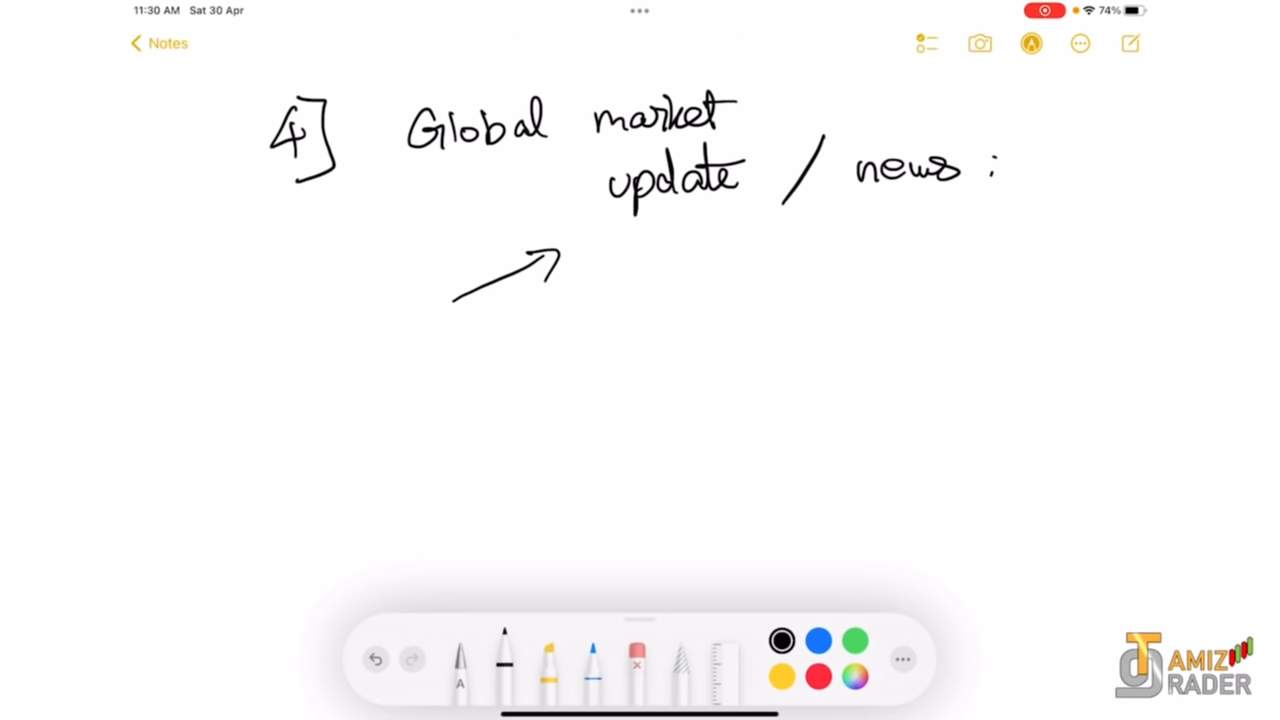 11:30 AM Sat 30 Apr
74%
Notes
4] Global market
update / news :
A
TAMIZ
TRADER